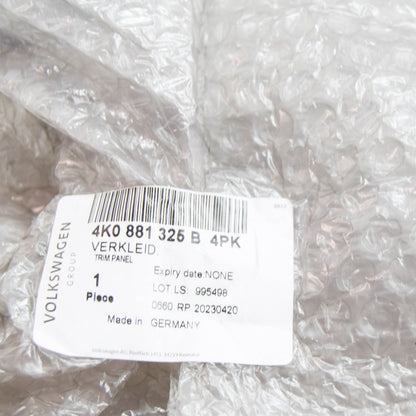 VOLKSWAGEN
GROUP
4K0 881 325 B 4PK
VERKLEID.
TRIM PANEL
1
Piece
Expiry date:NONE
LOT LS: 995498
0660 RP 20230420
Made in GERMANY